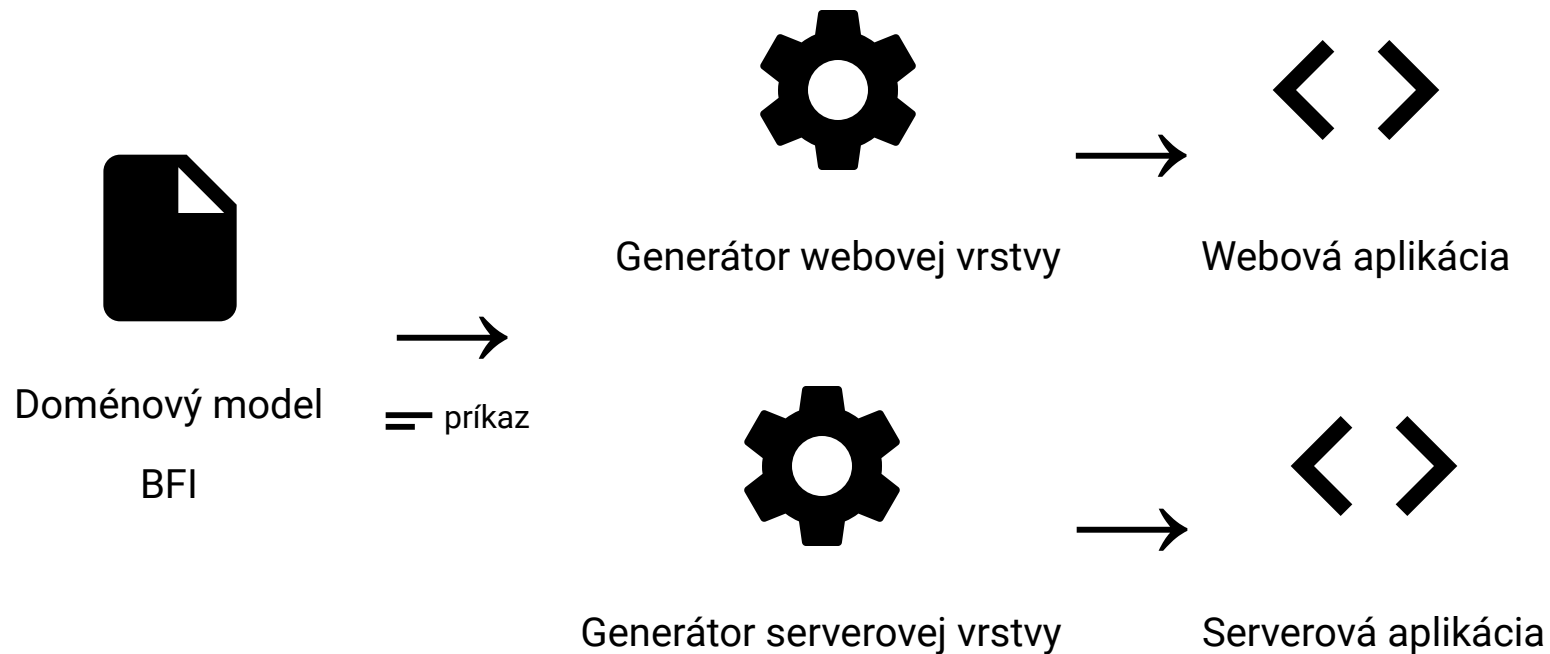 Doménový model
BFI
príkaz
Generátor webovej vrstvy
Webová aplikácia
Generátor serverovej vrstvy
Serverová aplikácia